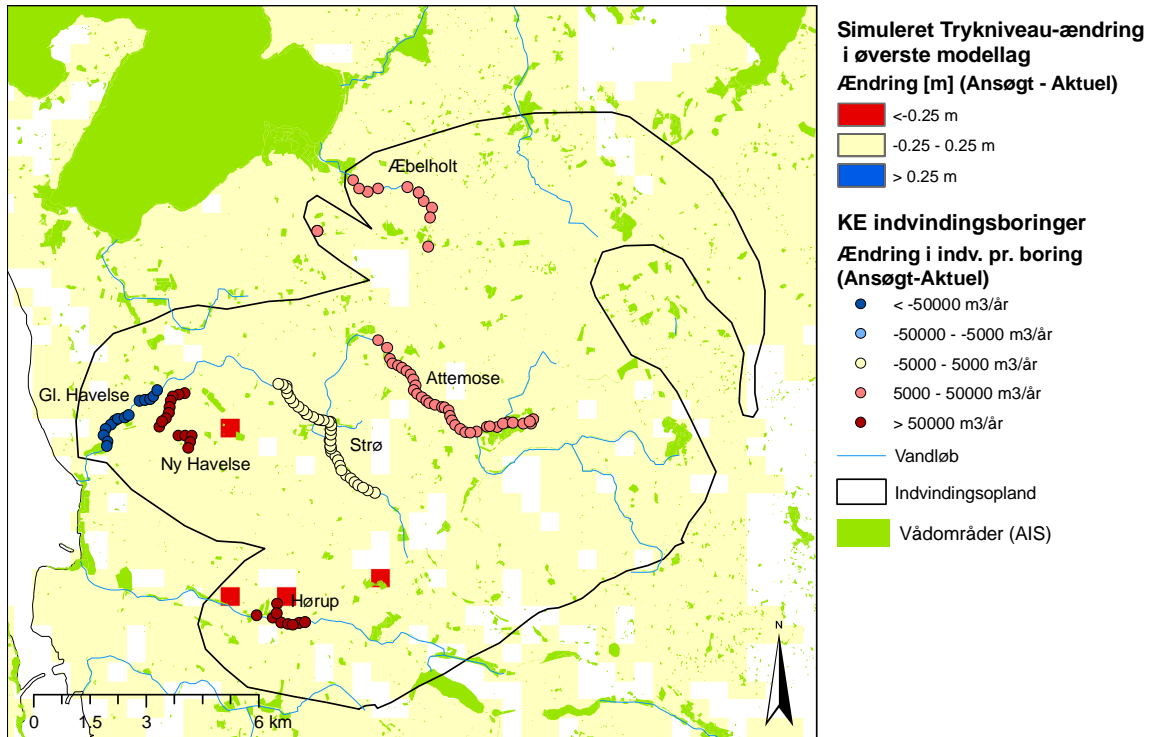 Æbelholt
Attemose
Gl. Havelse
Ny Havelse
Strø
Hørup
0 1.5 3 6 km
N
Simuleret Trykniveau-ændring
i øverste modellag
Ændring [m] (Ansøgt - Aktuel)
<-0.25 m
-0.25 - 0.25 m
> 0.25 m
KE indvindingsboringer
Ændring i indv. pr. boring
(Ansøgt-Aktuel)
< -50000 m3/år
-50000 - -5000 m3/år
-5000 - 5000 m3/år
5000 - 50000 m3/år
> 50000 m3/år
Vandløb
Indvindingsopland
Vådområder (AIS)